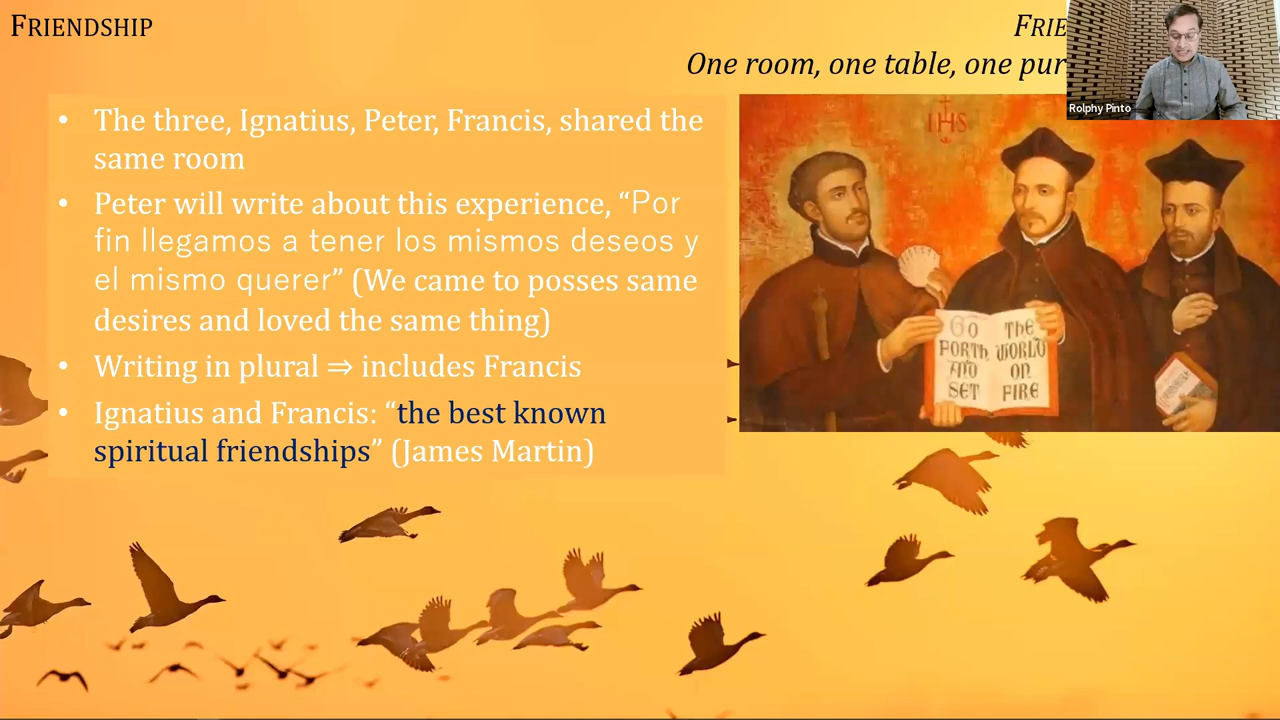 FRIENDSHIP
FRIE
One room, one table, one pur
Rolphy Pinto
• The three, Ignatius, Peter, Francis, shared the
same room
• Peter will write about this experience, “Por
fin llegamos a tener los mismos deseos y
el mismo querer” (We came to posses same
desires and loved the same thing)
• Writing in plural ⇒ includes Francis
• Ignatius and Francis: “the best known
spiritual friendships” (James Martin)
IHS
GO THE
FORTH WORLD
AND ON
SET FIRE